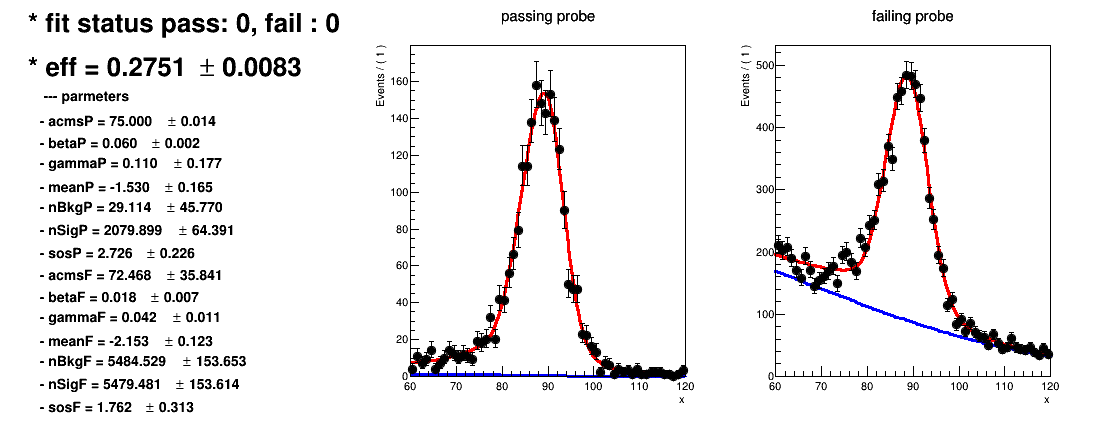 * fit status pass: 0, fail : 0
* eff = 0.2751 ± 0.0083
--- parmeters
- acmsP = 75.000 ± 0.014
- betaP = 0.060 ± 0.002
- gammaP = 0.110 ± 0.177
- meanP = -1.530 ± 0.165
- nBkgP = 29.114 ± 45.770
- nSigP = 2079.899 ± 64.391
- sosP = 2.726 ± 0.226
- acmsF = 72.468 ± 35.841
- betaF = 0.018 ± 0.007
- gammaF = 0.042 ± 0.011
- meanF = -2.153 ± 0.123
- nBkgF = 5484.529 ± 153.653
- nSigF = 5479.481 ± 153.614
- sosF = 1.762 ± 0.313
passing probe
Events / ( 1 )
160
140
120
100
80
60
40
20
0
60 70 80 90 100 110 120
x
failing probe
Events / ( 1 )
500
400
300
200
100
0
60 70 80 90 100 110 120
x